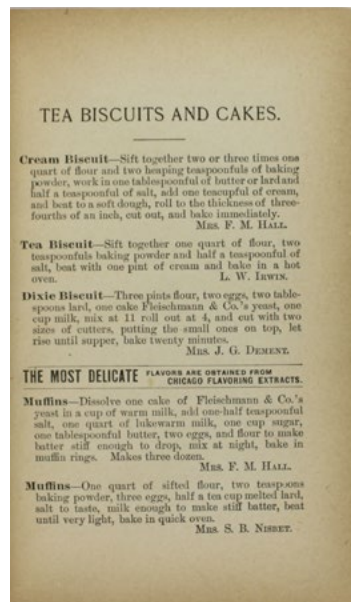 TEA BISCUITS AND CAKES.
Cream Biscuit—Sift together two or three times one
quart of flour and two heaping teaspoonfuls of baking
powder, work in one tablespoonful of butter or lard and
half a teaspoonful of salt, add one teacupful of cream,
and beat to a soft dough, roll to the thickness of three-
fourths of an inch, cut out, and bake immediately.
MRS. F. M. HALL.
Tea Biscuit—Sift together one quart of flour, two
teaspoonfuls baking powder and half a teaspoonful of
salt, beat with one pint of cream and bake in a hot
oven. L. W. IRWIN.
Dixie Biscuit—Three pints flour, two eggs, two table-
spoons lard, one cake Fleischmann & Co.'s yeast, one
cup milk, mix at 11 roll out at 4, and cut with two
sizes of cutters, putting the small ones on top, let
rise until supper, bake twenty minutes.
MRS. J. G. DEMENT.
THE MOST DELICATE FLAVORS ARE OBTAINED FROM
CHICAGO FLAVORING EXTRACTS.
Muffins—Dissolve one cake of Fleischmann & Co.'s
yeast in a cup of warm milk, add one-half teaspoonful
salt, one quart of lukewarm milk, one cup sugar,
one tablespoonful butter, two eggs, and flour to make
batter stiff enough to drop, mix at night, bake in
muffin rings. Makes three dozen.
MRS. F. M. HALL.
Muffins—One quart of sifted flour, two teaspoons
baking powder, three eggs, half a tea cup melted lard,
salt to taste, milk enough to make stiff batter, beat
until very light, bake in quick oven.
MRS. S. B. NISBET.